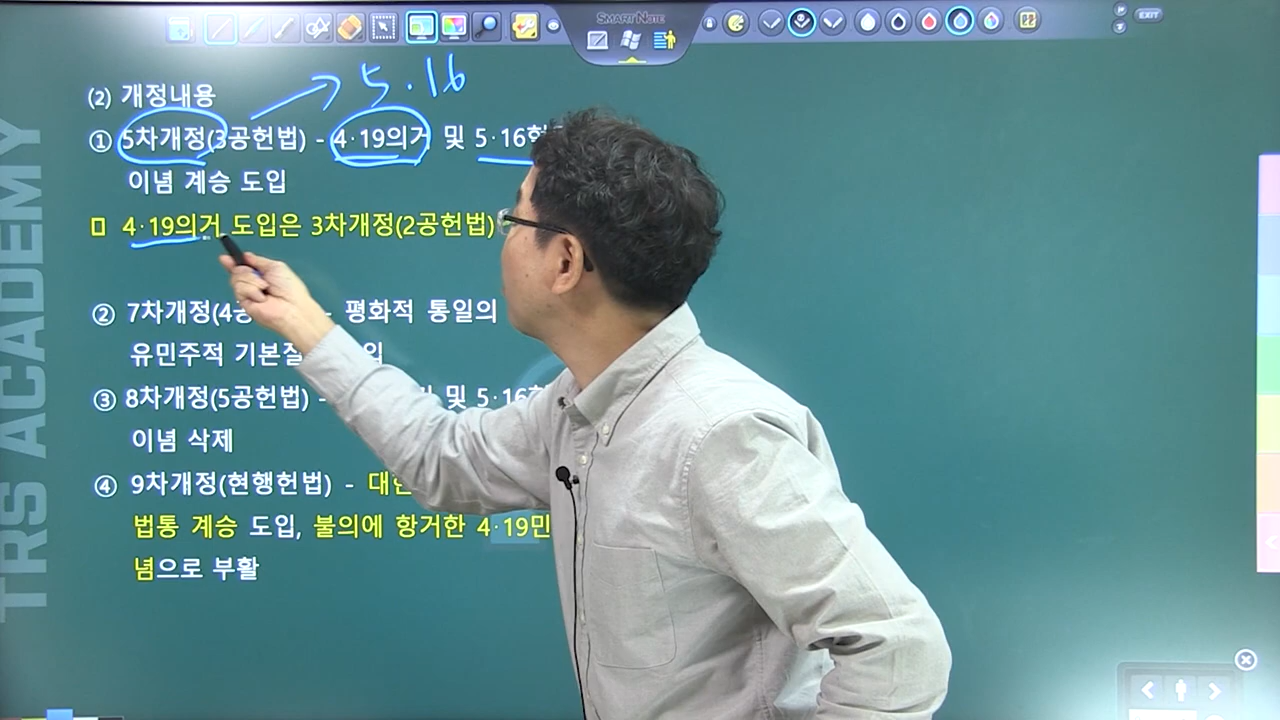 SMARTNOTE
EXIT
5.16
(2) 개정내용
① 5차개정(3공헌법) - 4·19의거 및 5·16혁
이념 계승 도입
□ 4·19의거 도입은 3차개정(2공헌법)
② 7차개정(4공 - 평화적 통일의
유민주적 기본질 입
③ 8차개정(5공헌법) - 및 5·16혁
이념 삭제
④ 9차개정(현행헌법) - 대한
법통 계승 도입, 불의에 항거한 4·19민
념으로 부활
TRS ACADEMY